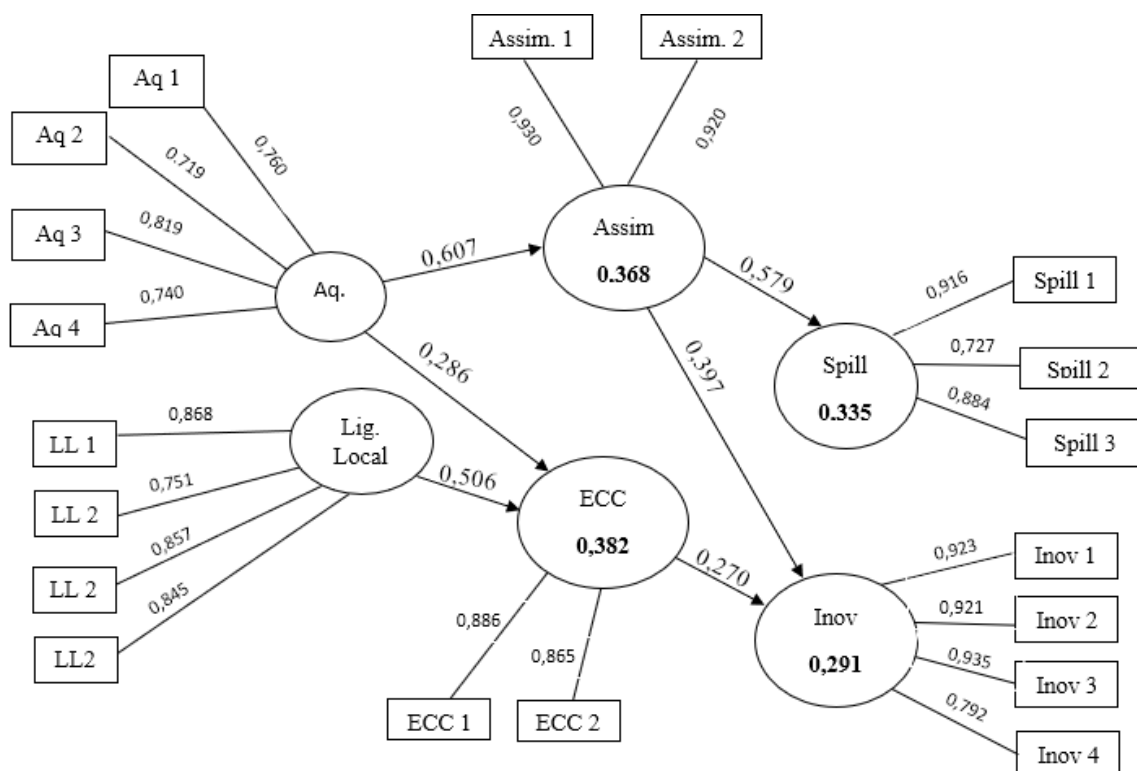 Assim. 1
Assim. 2
Aq 1
Aq 2
0,930
0,920
0,760
0.719
Aq 3
0,819
Assim
0.368
0,607
Aq.
0,740
Aq 4
0,579
0,916
Spill 1
0,286
0,397
Spill
0.335
0,727
Spill 2
0,884
Spill 3
0,868
LL 1
Lig.
Local
0,751
0,506
LL 2
ECC
0,382
0,857
LL 2
0,270
0,845
LL2
0,923
Inov 1
Inov
0,291
0,921
Inov 2
0,886
0,865
0,935
Inov 3
0,792
ECC 1
ECC 2
Inov 4